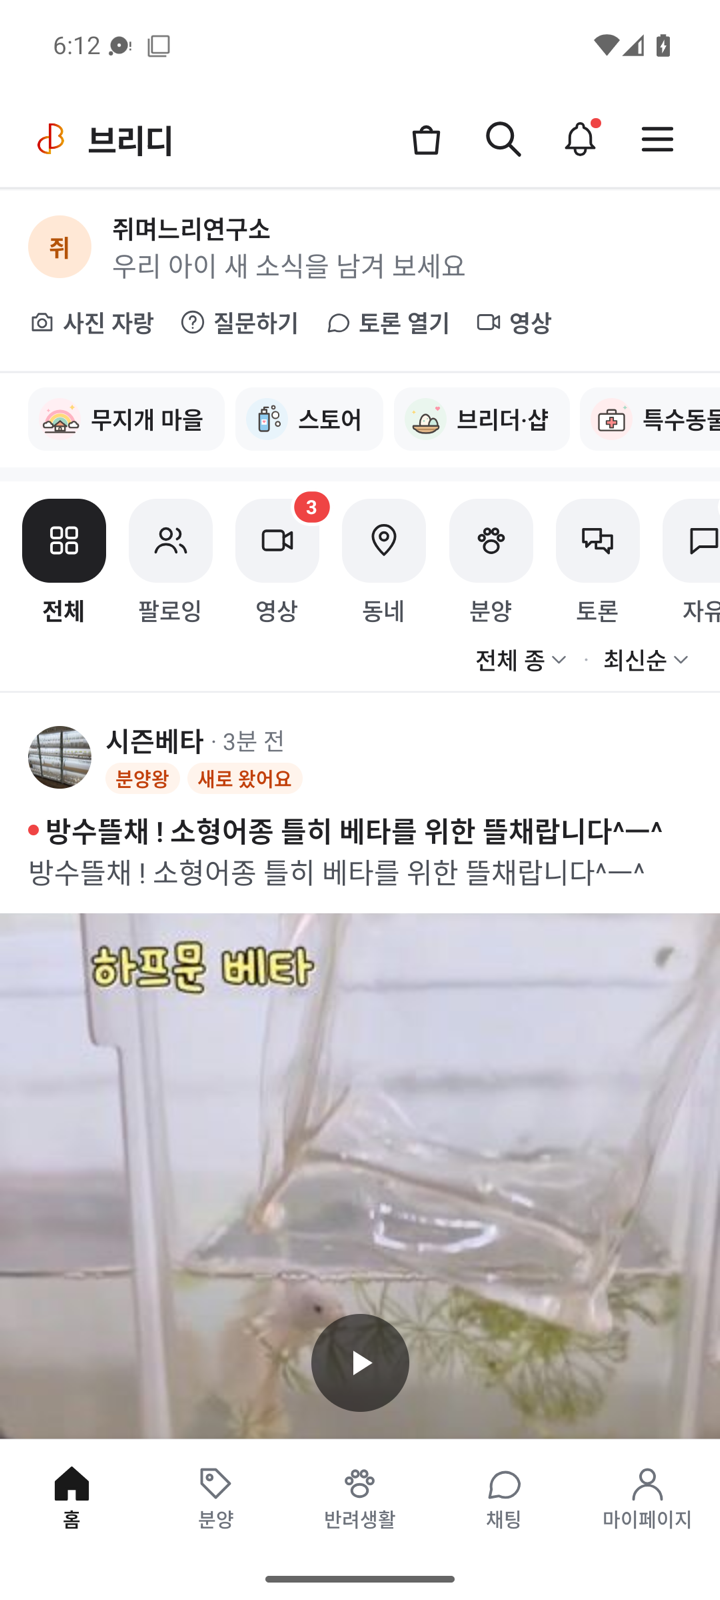 6:12
브리디
쥐
쥐며느리연구소
우리 아이 새 소식을 남겨 보세요
사진 자랑 질문하기 토론 열기 영상
무지개 마을 스토어 브리더·샵 특수동물
3
전체 팔로잉 영상 동네 분양 토론 자유
전체 종 · 최신순
시즌베타 · 3분 전
분양왕 새로 왔어요
방수뜰채 ! 소형어종 틀히 베타를 위한 뜰채랍니다^—^
방수뜰채 ! 소형어종 틀히 베타를 위한 뜰채랍니다^—^
하프문 베타
홈 분양 반려생활 채팅 마이페이지